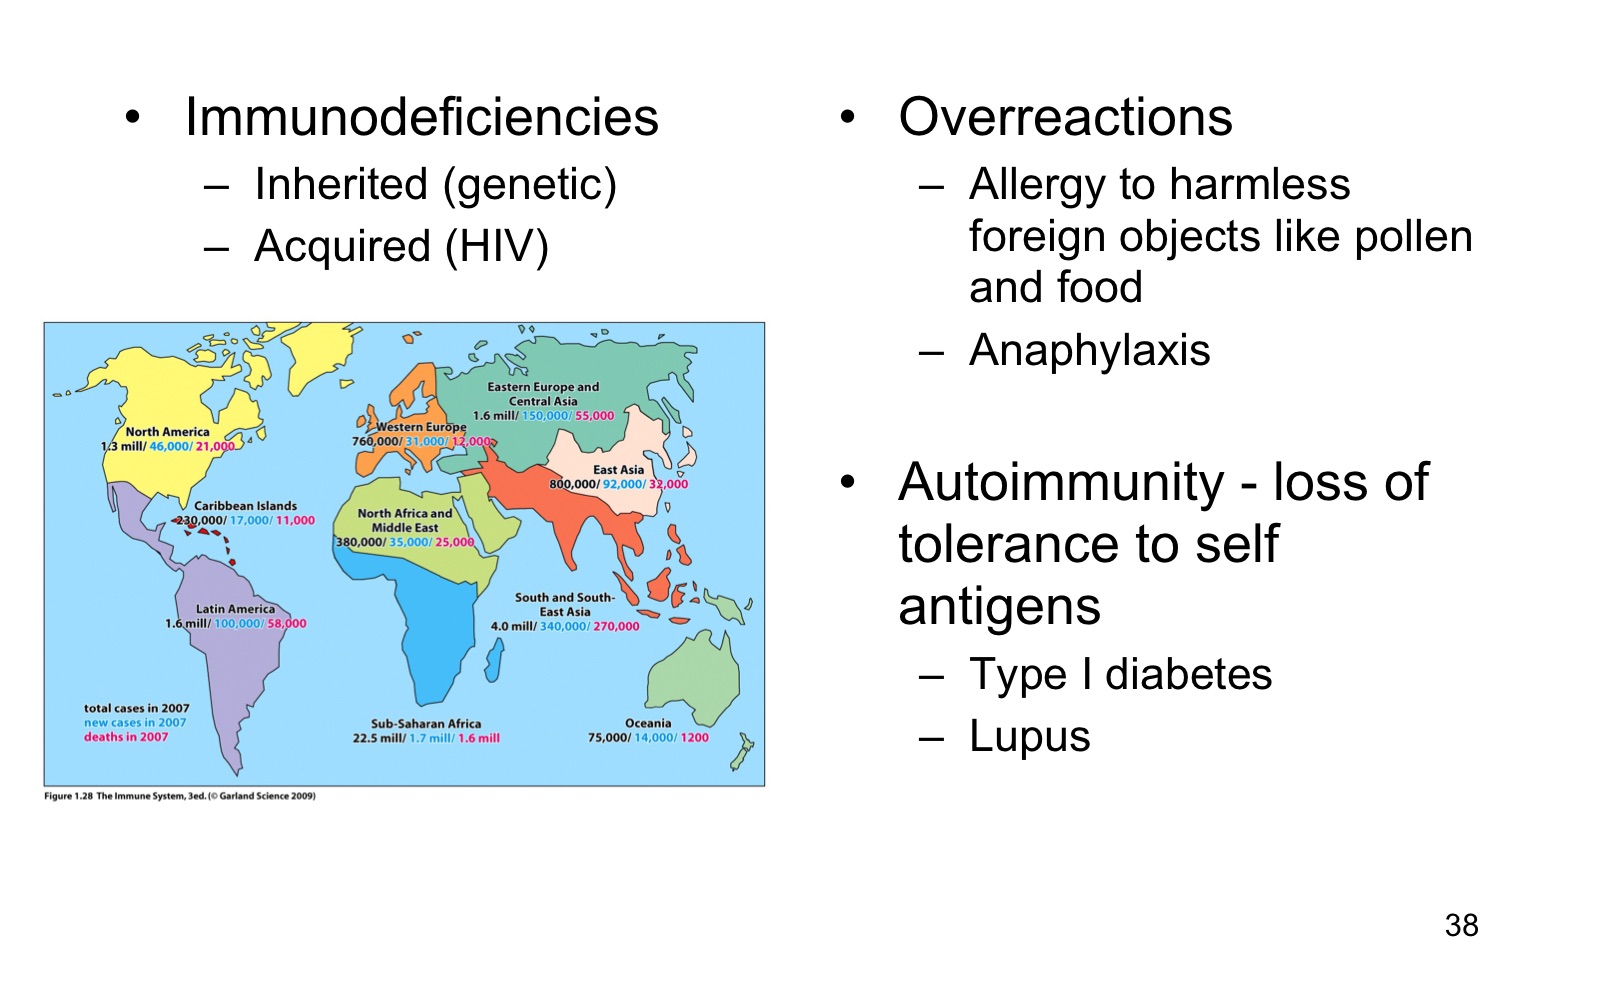 • Immunodeficiencies
– Inherited (genetic)
– Acquired (HIV)
North America
1.3 mill/ 46,000/ 21,000
Caribbean Islands
230,000/ 17,000/ 11,000
Latin America
1.6 mill/ 100,000/ 58,000
Western Europe
760,000/ 31,000/ 12,000
Eastern Europe and
Central Asia
1.6 mill/ 150,000/ 55,000
East Asia
800,000/ 92,000/ 32,000
North Africa and
Middle East
380,000/ 35,000/ 25,000
South and South-
East Asia
4.0 mill/ 340,000/ 270,000
Sub-Saharan Africa
22.5 mill/ 1.7 mill/ 1.6 mill
Oceania
75,000/ 14,000/ 1200
total cases in 2007
new cases in 2007
deaths in 2007
Figure 1.28 The Immune System, 3ed. (© Garland Science 2009)
• Overreactions
– Allergy to harmless
foreign objects like pollen
and food
– Anaphylaxis
• Autoimmunity - loss of
tolerance to self
antigens
– Type I diabetes
– Lupus
38